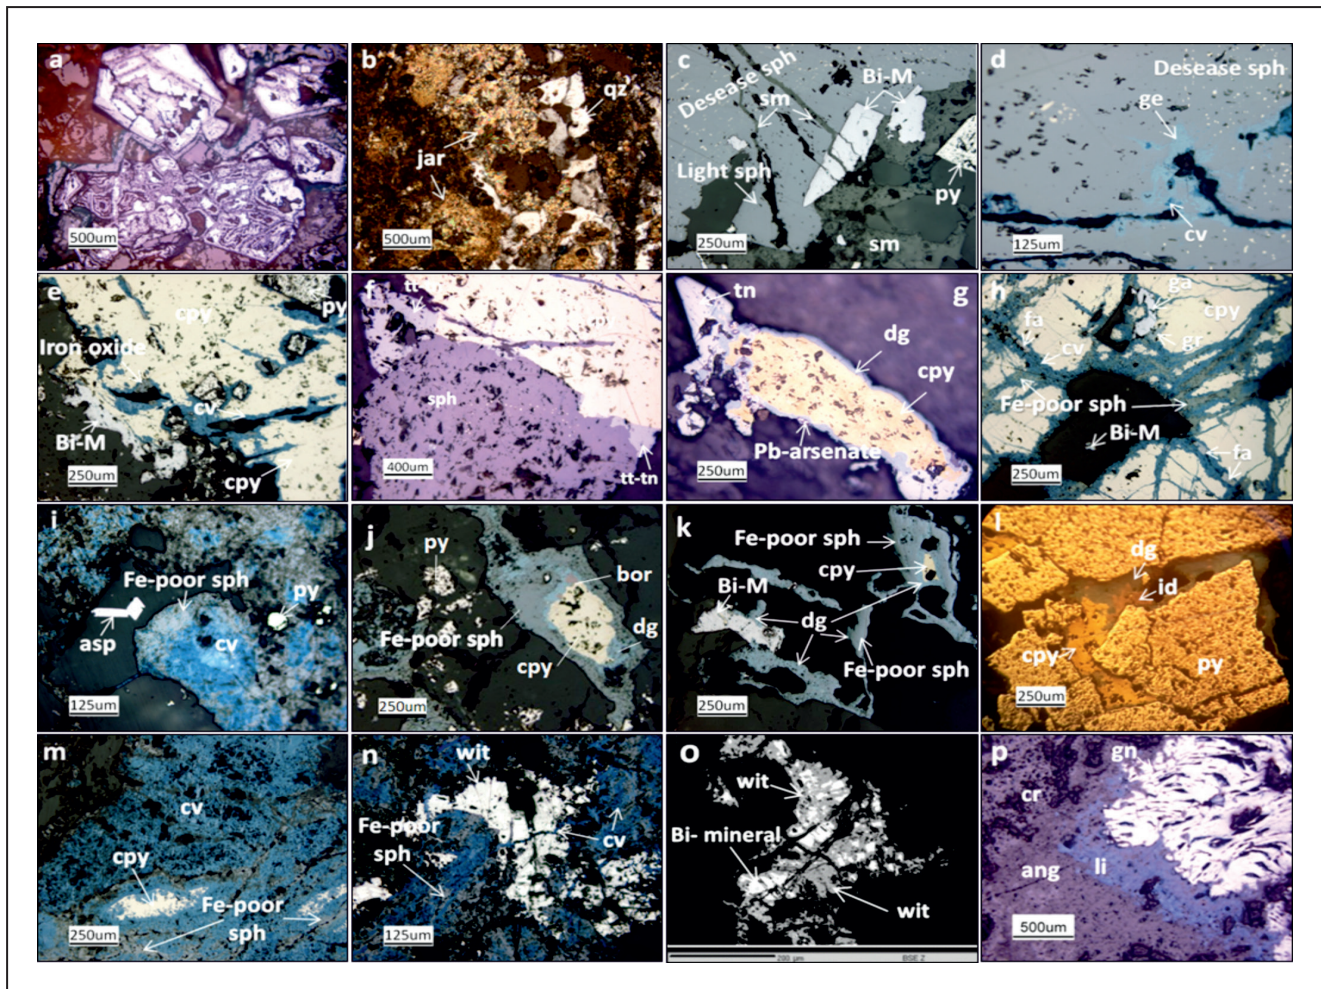 a
500um
b
qz
jar
500um
c
Desease sph
Bi-M
sm
Light sph
py
250um
sm
d
Desease sph
ge
cv
125um
e
py
cpy
Iron oxide
cv
Bi-M
250um
cpy
f
tt
sph
400um
tt-tn
g
tn
dg
cpy
Pb-arsenate
250um
h
ga
cpy
fa
cv
gr
Fe-poor sph
Bi-M
fa
250um
i
Fe-poor sph
py
asp
cv
125um
j
py
bor
Fe-poor sph
dg
cpy
250um
k
Fe-poor sph
cpy
Bi-M
dg
Fe-poor sph
250um
l
dg
id
cpy
py
250um
m
cv
cpy
Fe-poor
sph
250um
n
wit
Fe-poor
sph
cv
125um
o
wit
Bi- mineral
wit
200 µm
BSE Z
p
gn
cr
ang
li
500um